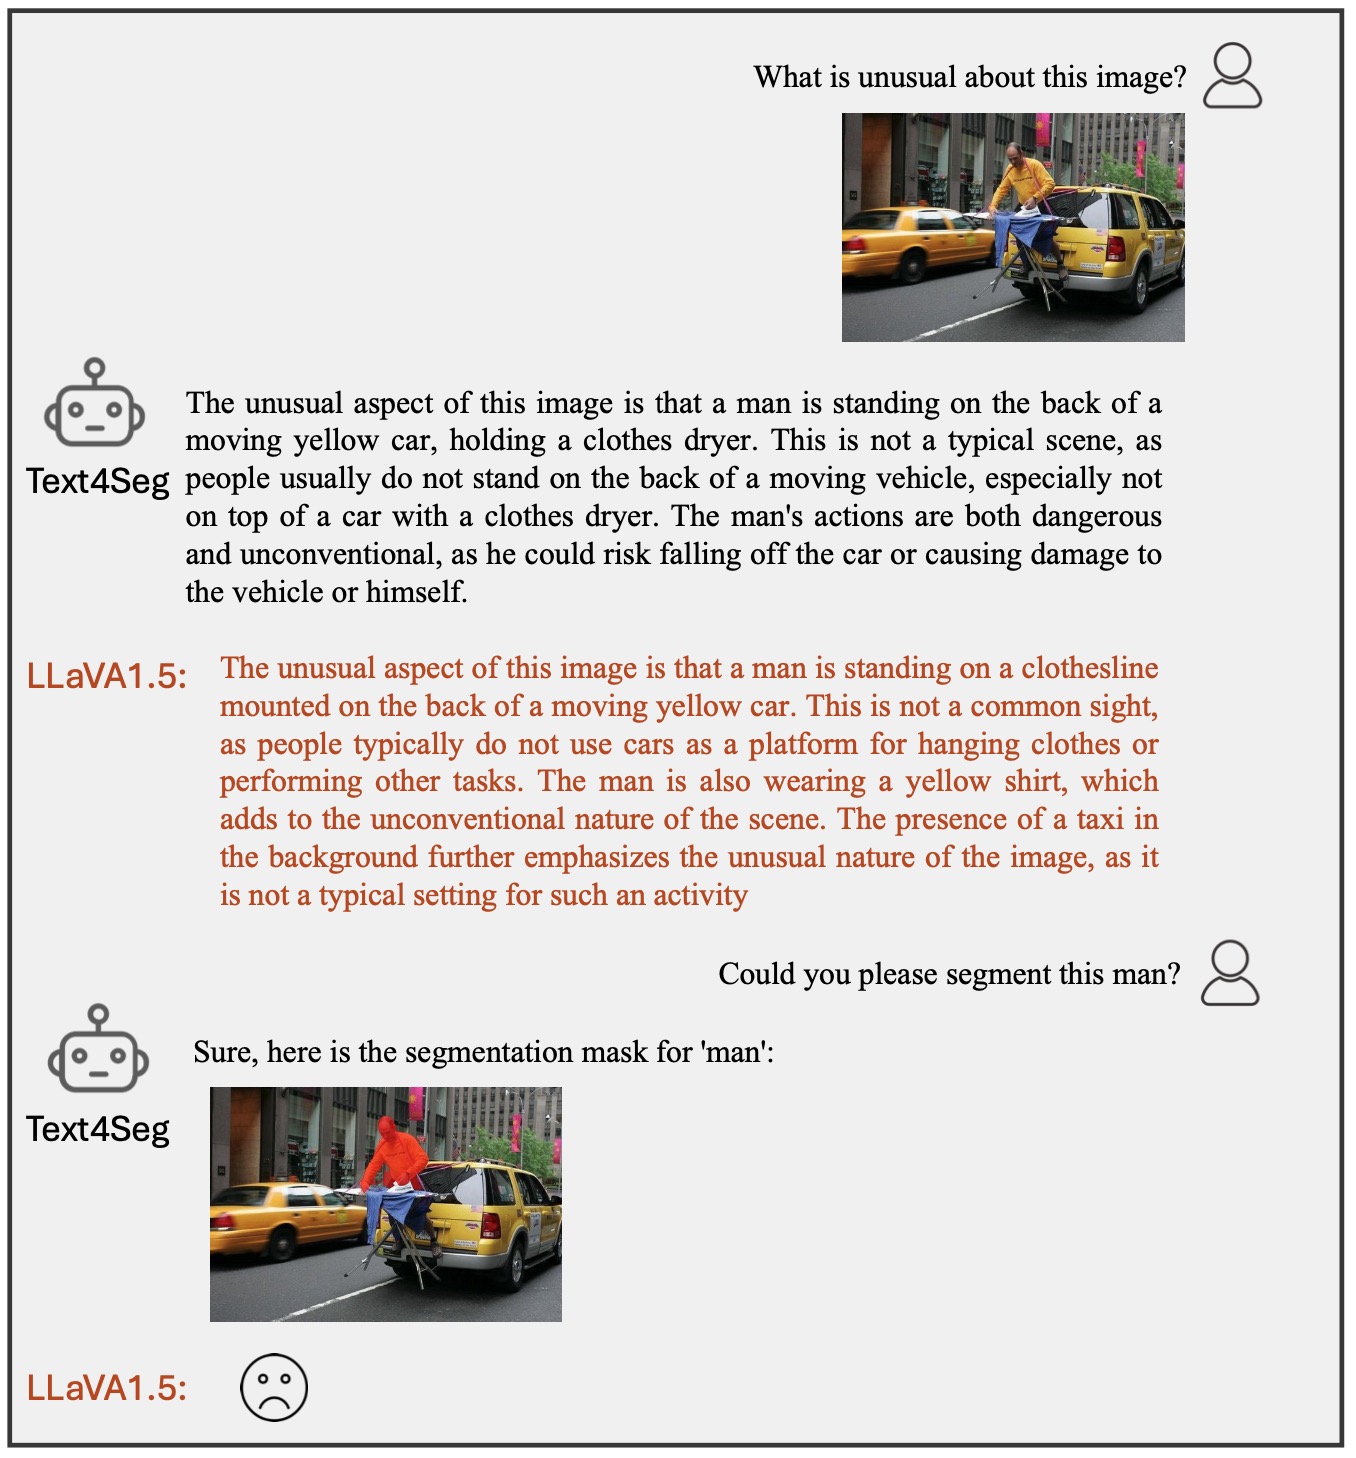 What is unusual about this image?
The unusual aspect of this image is that a man is standing on the back of a
moving yellow car, holding a clothes dryer. This is not a typical scene, as
Text4Seg
people usually do not stand on the back of a moving vehicle, especially not
on top of a car with a clothes dryer. The man's actions are both dangerous
and unconventional, as he could risk falling off the car or causing damage to
the vehicle or himself.
LLaVA1.5:
The unusual aspect of this image is that a man is standing on a clothesline
mounted on the back of a moving yellow car. This is not a common sight,
as people typically do not use cars as a platform for hanging clothes or
performing other tasks. The man is also wearing a yellow shirt, which
adds to the unconventional nature of the scene. The presence of a taxi in
the background further emphasizes the unusual nature of the image, as it
is not a typical setting for such an activity
Could you please segment this man?
Sure, here is the segmentation mask for 'man':
Text4Seg
LLaVA1.5: